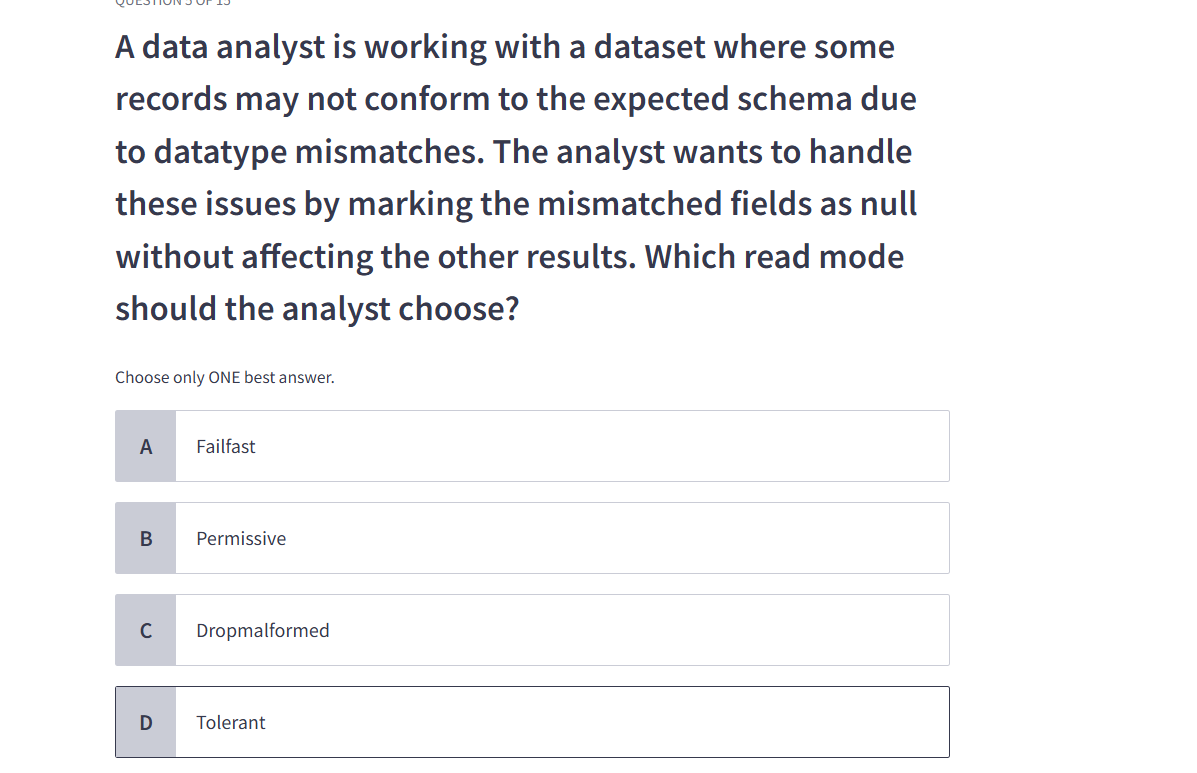 QUESTION 5 OF 15
A data analyst is working with a dataset where some
records may not conform to the expected schema due
to datatype mismatches. The analyst wants to handle
these issues by marking the mismatched fields as null
without affecting the other results. Which read mode
should the analyst choose?
Choose only ONE best answer.
A Failfast
B Permissive
C Dropmalformed
D Tolerant